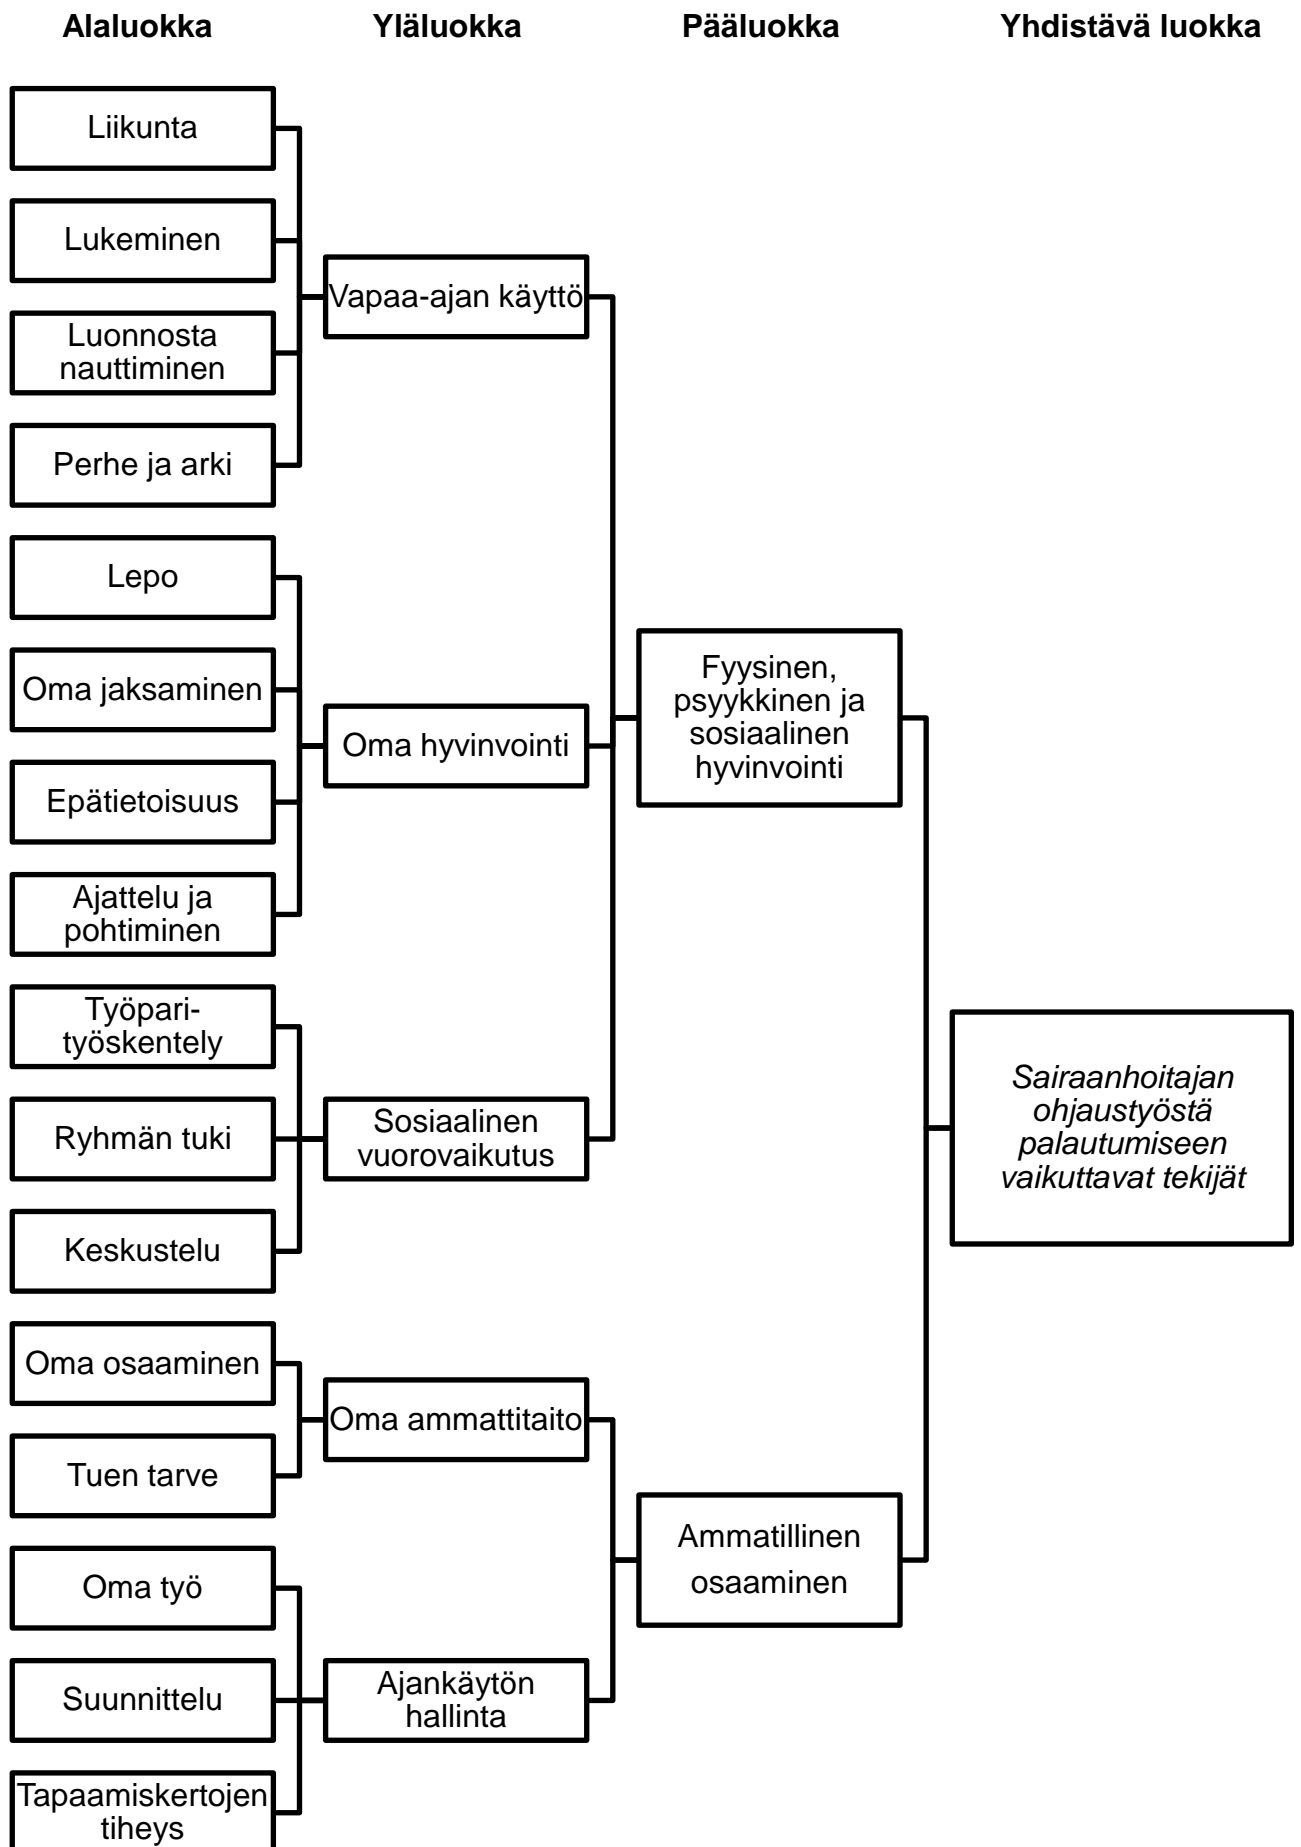 Alaluokka Yläluokka Pääluokka Yhdistävä luokka
Liikunta
Lukeminen
Luonnosta
nauttiminen
Perhe ja arki
Vapaa-ajan käyttö
Lepo
Oma jaksaminen
Epätietoisuus
Ajattelu ja
pohtiminen
Oma hyvinvointi
Työpari-
työskentely
Ryhmän tuki
Keskustelu
Sosiaalinen
vuorovaikutus
Fyysinen,
psyykkinen ja
sosiaalinen
hyvinvointi
Oma osaaminen
Tuen tarve
Oma ammattitaito
Oma työ
Suunnittelu
Tapaamiskertojen
tiheys
Ajankäytön
hallinta
Ammatillinen
osaaminen
Sairaanhoitajan
ohjaustyöstä
palautumiseen
vaikuttavat tekijät